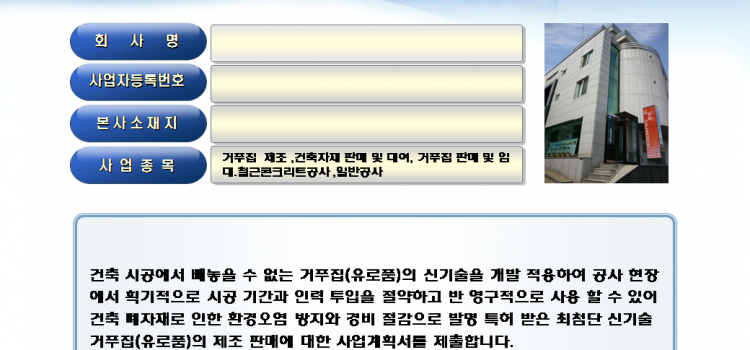 회 사 명
사업자등록번호
본사소재지
사 업 종 목
거푸집 제조 ,건축자재 판매 및 대여, 거푸집 판매 및 임
대.철근콘크리트공사 ,일반공사
건축 시공에서 빼놓을 수 없는 거푸집(유로폼)의 신기술을 개발 적용하여 공사 현장
에서 획기적으로 시공 기간과 인력 투입을 절약하고 반 영구적으로 사용 할 수 있어
건축 폐자재로 인한 환경오염 방지와 경비 절감으로 발명 특허 받은 최첨단 신기술
거푸집(유로폼)의 제조 판매에 대한 사업계획서를 제출합니다.